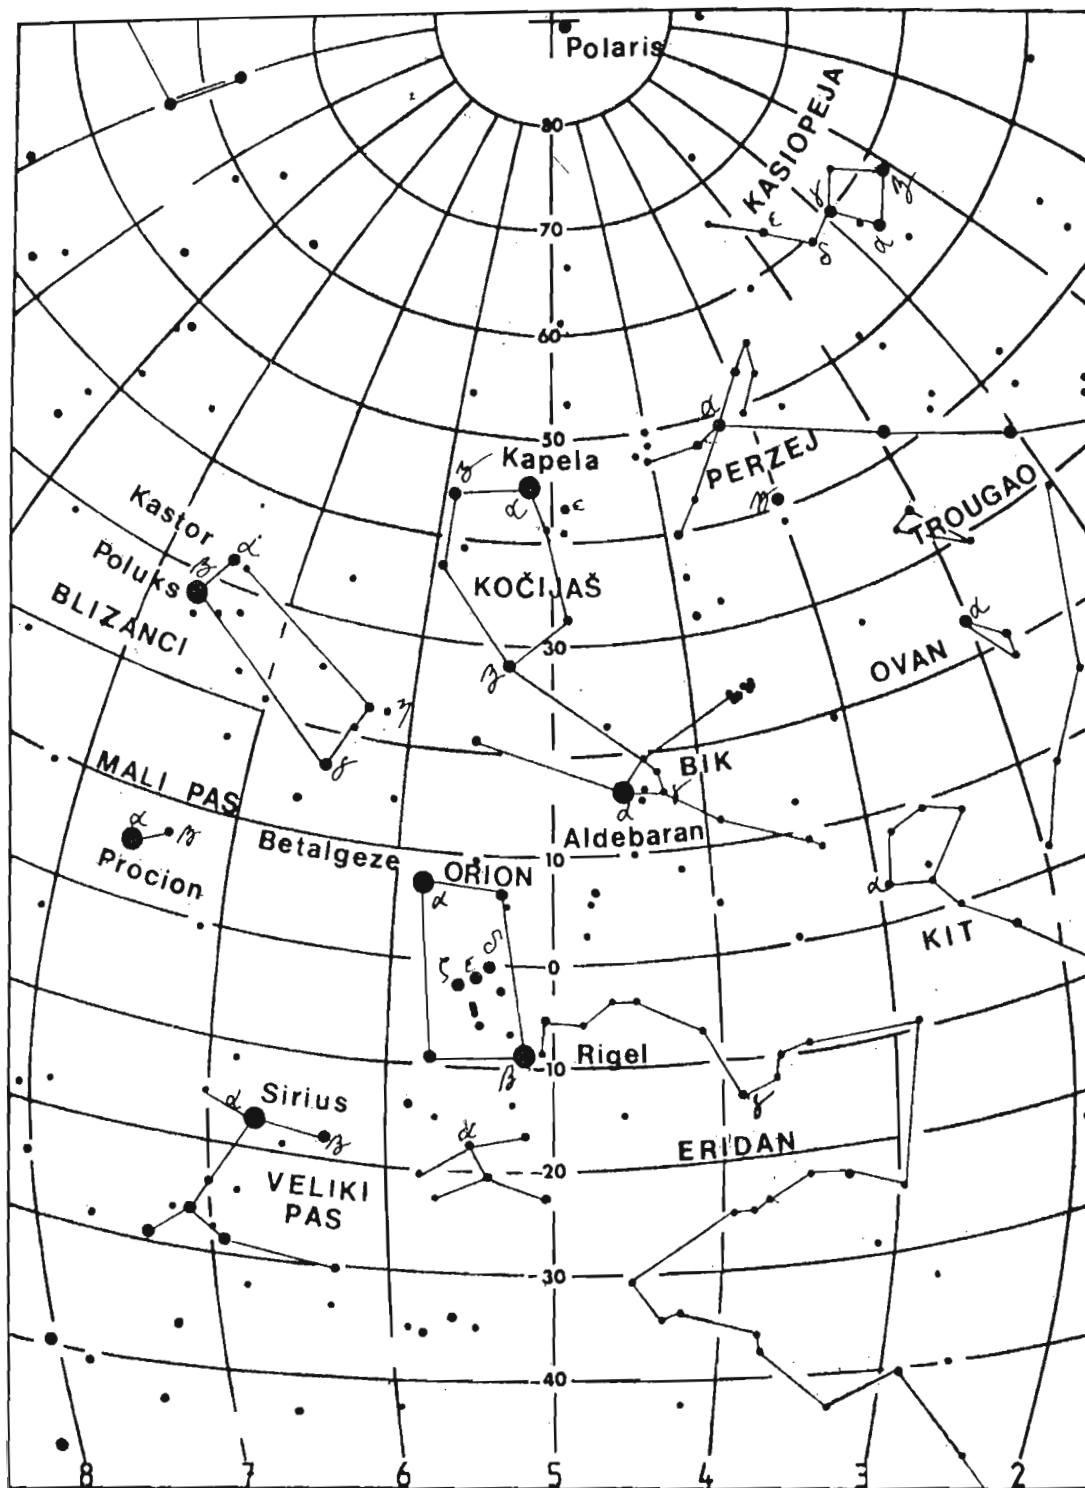 Polaris
KASIOPEJA
80
γ
β
70
ε
δ
α
60
50
α
PERZEJ
β
Kapela
β
α
ε
TROUGAO
Kastor
α
Poluks
β
BLIZANCI
KOČIJAŠ
30
β
α
OVAN
η
γ
BIK
γ
α
Aldebaran
MALI PAS
α
β
Procion
Betalgeze
10
ORION
α
δ
ε
ζ
α
KIT
0
Rigel
β
-10
γ
α
Sirius
β
α
ERIDAN
-20
VELIKI
PAS
-30
-40
8
7
6
5
4
3
2